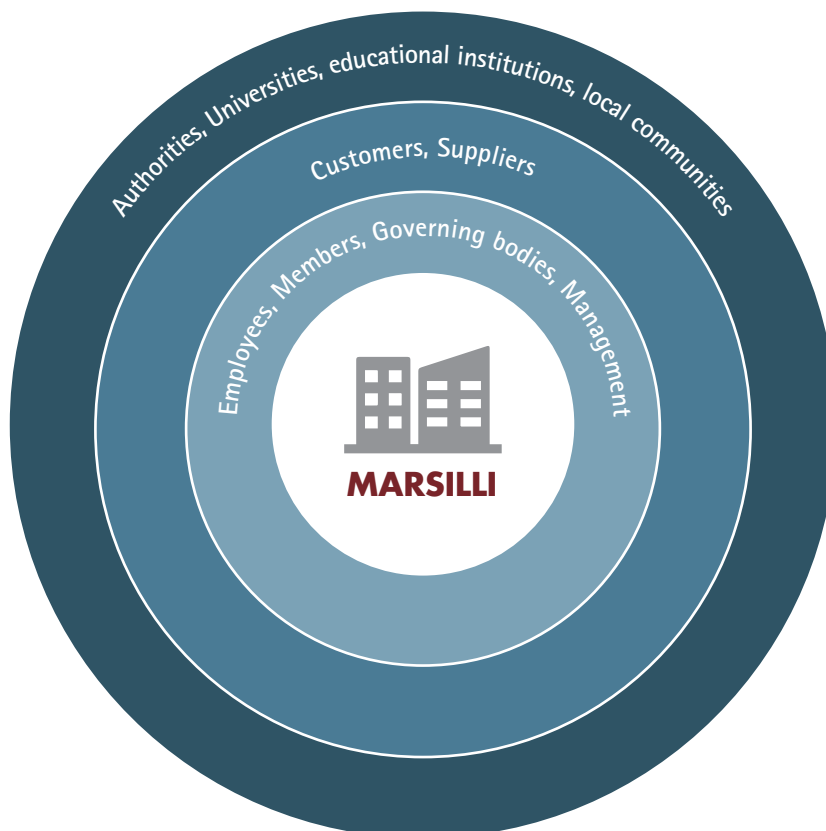 Authorities, Universities, educational institutions, local communities
Customers, Suppliers
Employees, Members, Governing bodies, Management
MARSILLI